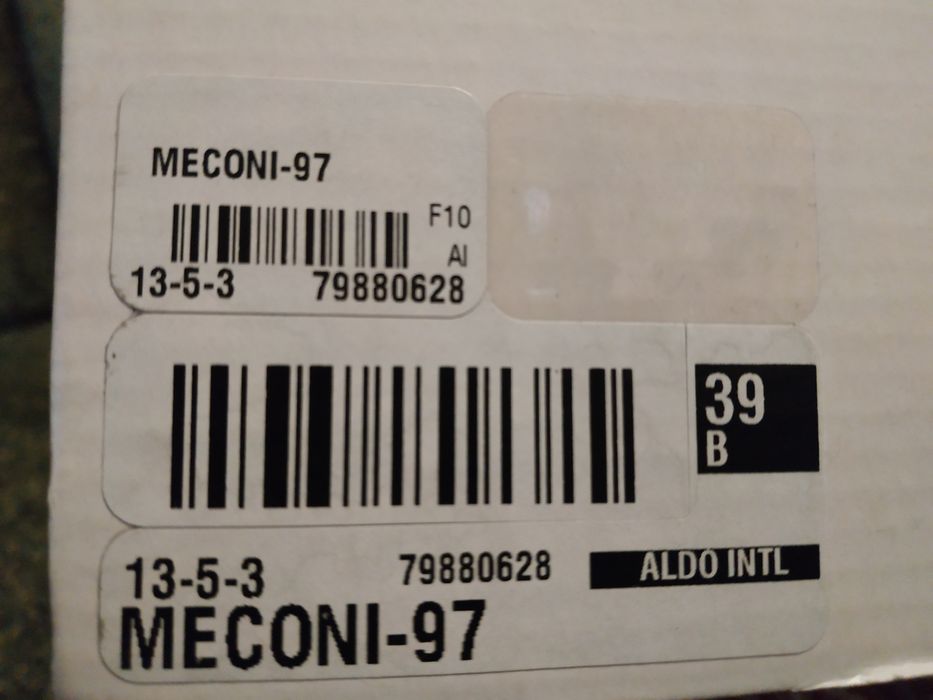 MECONI-97
F10
AI
13-5-3 79880628
39
B
13-5-3 79880628 ALDO INTL
MECONI-97